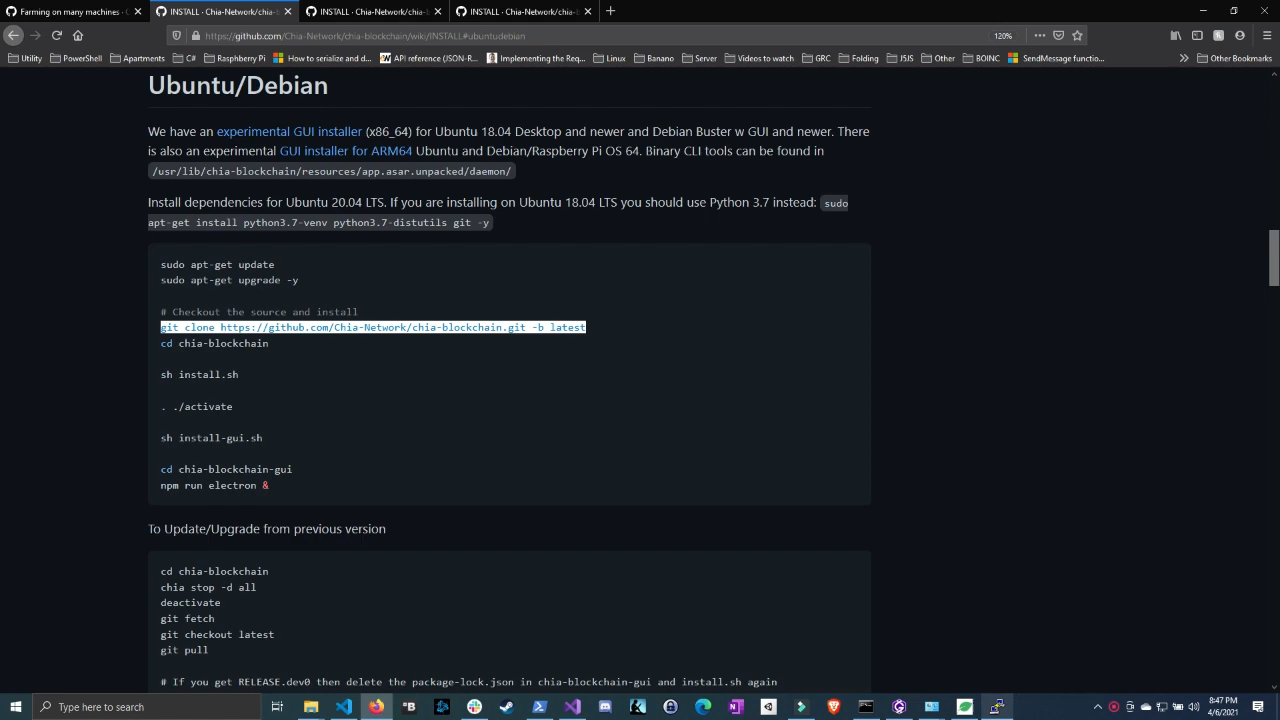 Farming on many machines · C
INSTALL · Chia-Network/chia-b
INSTALL · Chia-Network/chia-b
INSTALL · Chia-Network/chia-b
https://github.com/Chia-Network/chia-blockchain/wiki/INSTALL#ubuntudebian
120%
Utility
PowerShell
Apartments
C#
Raspberry Pi
How to serialize and d...
API reference (JSON-R...
Implementing the Req...
Linux
Banano
Server
Videos to watch
GRC
Folding
J5JS
Other
BOINC
SendMessage functio...
Other Bookmarks
Ubuntu/Debian
We have an experimental GUI installer (x86_64) for Ubuntu 18.04 Desktop and newer and Debian Buster w GUI and newer. There
is also an experimental GUI installer for ARM64 Ubuntu and Debian/Raspberry Pi OS 64. Binary CLI tools can be found in
/usr/lib/chia-blockchain/resources/app.asar.unpacked/daemon/
Install dependencies for Ubuntu 20.04 LTS. If you are installing on Ubuntu 18.04 LTS you should use Python 3.7 instead: sudo
apt-get install python3.7-venv python3.7-distutils git -y
sudo apt-get update
sudo apt-get upgrade -y
# Checkout the source and install
git clone https://github.com/Chia-Network/chia-blockchain.git -b latest
cd chia-blockchain
sh install.sh
. ./activate
sh install-gui.sh
cd chia-blockchain-gui
npm run electron &
To Update/Upgrade from previous version
cd chia-blockchain
chia stop -d all
deactivate
git fetch
git checkout latest
git pull
# If you get RELEASE.dev0 then delete the package-lock.json in chia-blockchain-gui and install.sh again
Type here to search
8:47 PM
4/6/2021